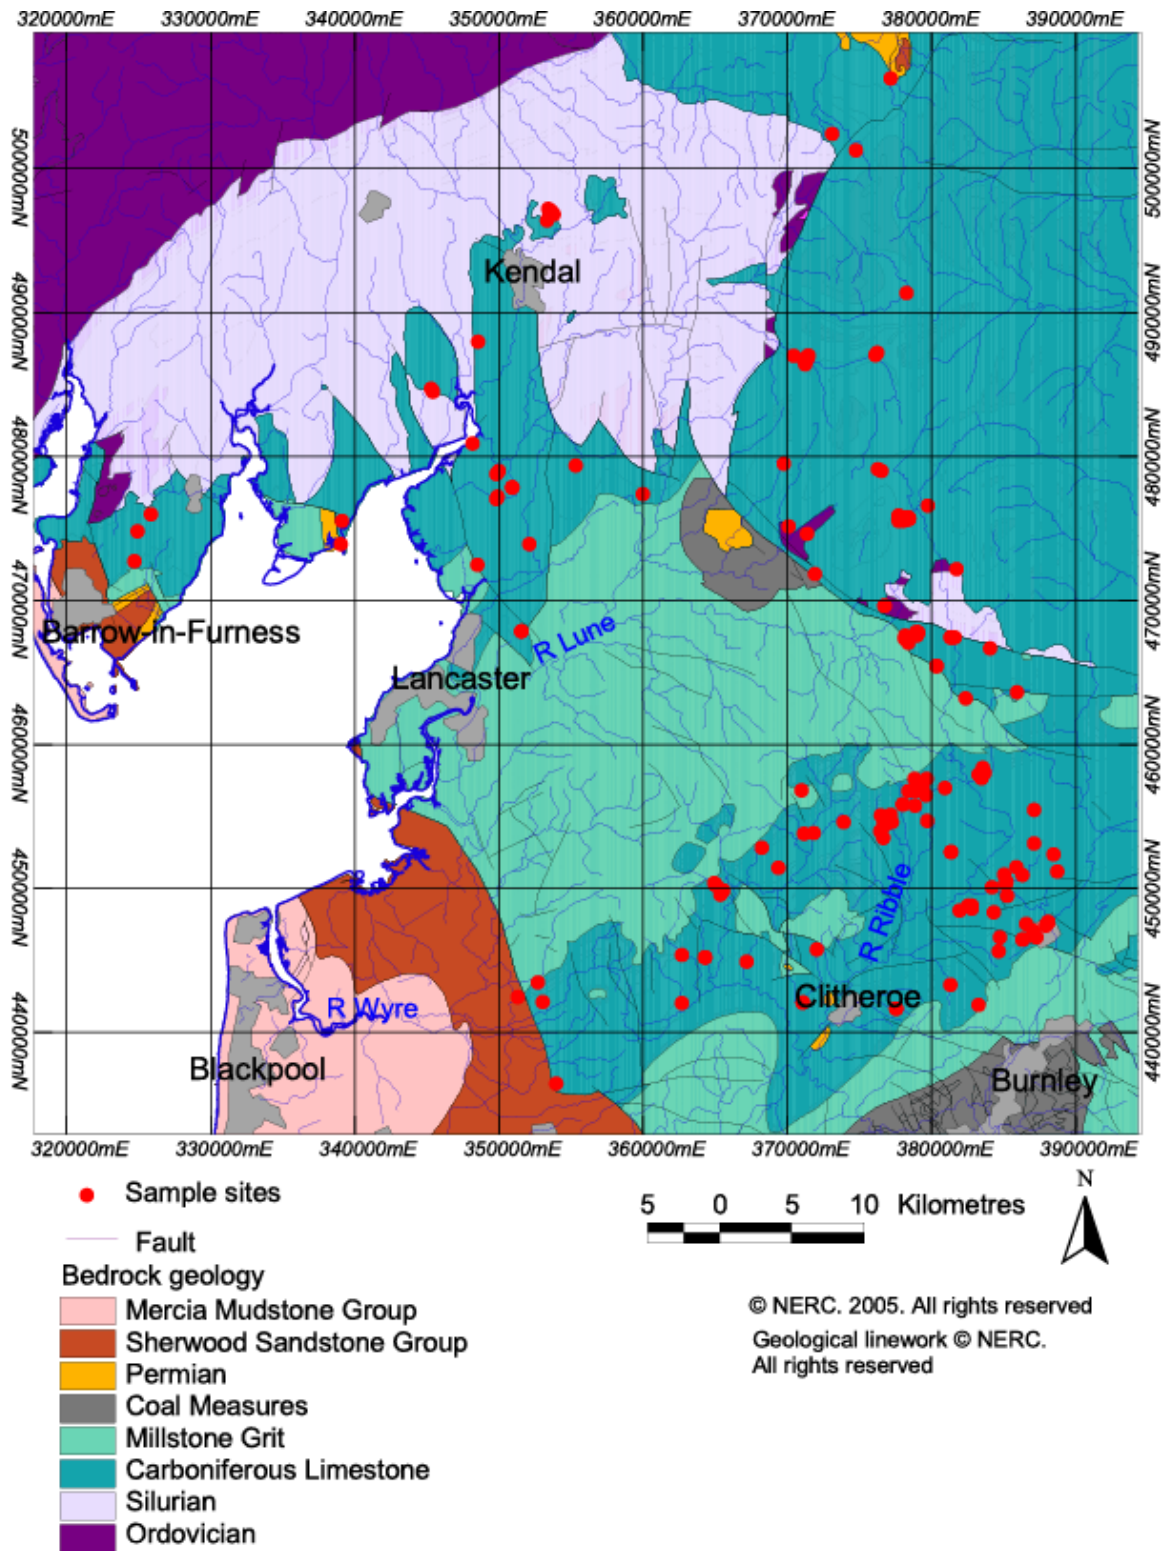 320000mE 330000mE 340000mE 350000mE 360000mE 370000mE 380000mE 390000mE
500000mN 500000mN
Kendal
490000mN 490000mN
480000mN 480000mN
470000mN 470000mN
Barrow-in-Furness
R Lune
Lancaster
460000mN 460000mN
450000mN 450000mN
R Ribble
Clitheroe
R Wyre
440000mN 440000mN
Blackpool
Burnley
320000mE 330000mE 340000mE 350000mE 360000mE 370000mE 380000mE 390000mE
Sample sites
N
5 0 5 10 Kilometres
Fault
Bedrock geology
Mercia Mudstone Group
© NERC. 2005. All rights reserved
Sherwood Sandstone Group
Geological linework © NERC.
All rights reserved
Permian
Coal Measures
Millstone Grit
Carboniferous Limestone
Silurian
Ordovician